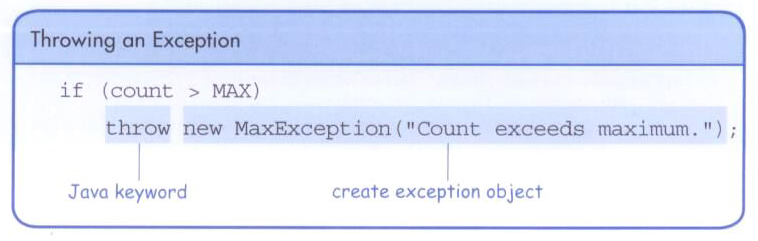 Throwing an Exception
if (count > MAX)
throw new MaxException("Count exceeds maximum.");
Java keyword
create exception object